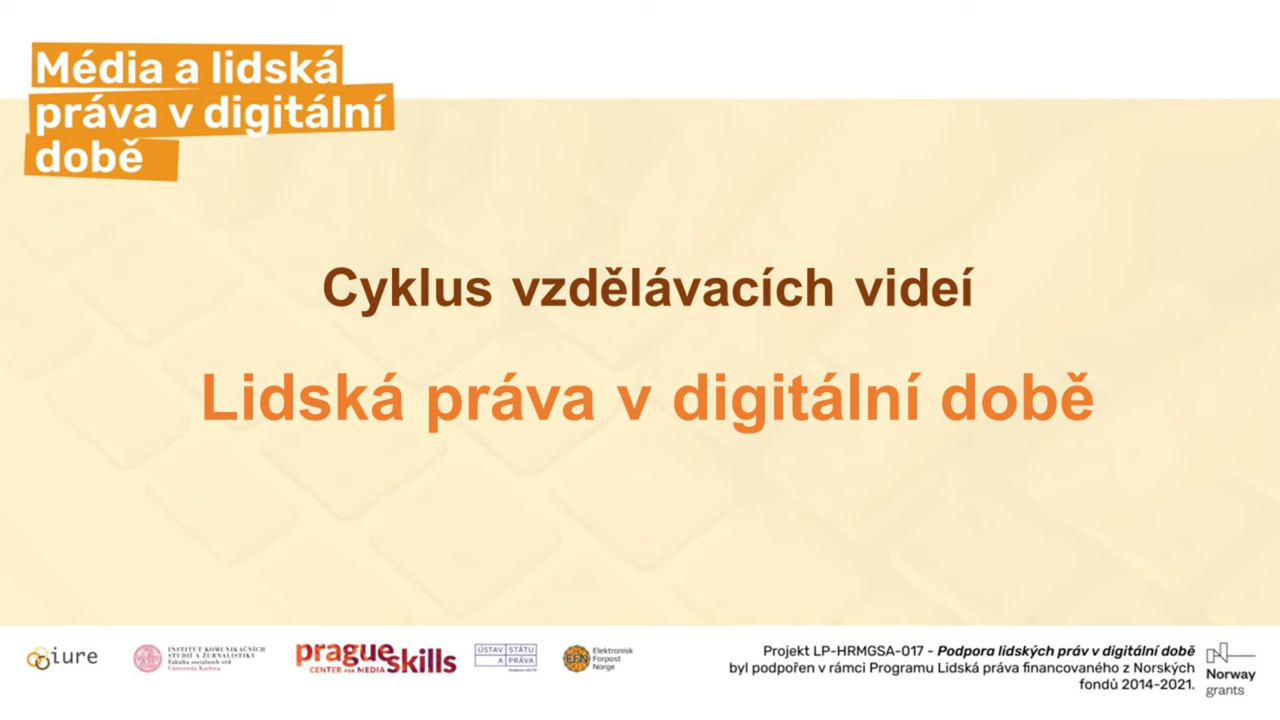 Média a lidská
práva v digitální
době
Cyklus vzdělávacích videí
Lidská práva v digitální době
iure
INSTITUT KOMUNIKAČNÍCH
STUDIÍ A ŽURNALISTIKY
Fakulta sociálních věd
Univerzita Karlova
prague skills
CENTER FOR MEDIA
ÚSTAV STÁTU
A PRÁVA
EFN
Elektronisk
Forpost
Norge
Projekt LP-HRMGSA-017 - Podpora lidských práv v digitální době
byl podpořen v rámci Programu Lidská práva financovaného z Norských
fondů 2014-2021.
Norway
grants